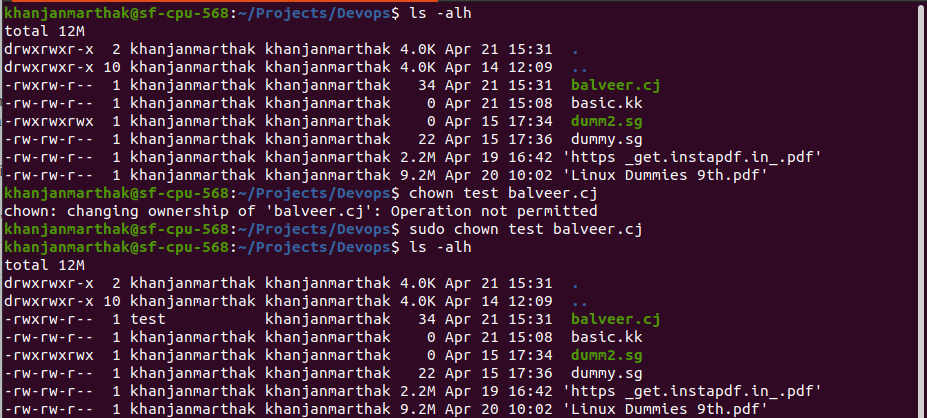 khanjanmarthak@sf-cpu-568:~/Projects/Devops$ ls -alh
total 12M
drwxrwxr-x  2 khanjanmarthak khanjanmarthak 4.0K Apr 21 15:31  .
drwxrwxr-x 10 khanjanmarthak khanjanmarthak 4.0K Apr 14 12:09  ..
-rwxrw-r--  1 khanjanmarthak khanjanmarthak   34 Apr 21 15:31  balveer.cj
-rw-rw-r--  1 khanjanmarthak khanjanmarthak    0 Apr 21 15:08  basic.kk
-rwxrwxrwx  1 khanjanmarthak khanjanmarthak    0 Apr 15 17:34  dumm2.sg
-rw-rw-r--  1 khanjanmarthak khanjanmarthak   22 Apr 15 17:36  dummy.sg
-rw-rw-r--  1 khanjanmarthak khanjanmarthak 2.2M Apr 19 16:42 'https _get.instapdf.in_.pdf'
-rw-rw-r--  1 khanjanmarthak khanjanmarthak 9.2M Apr 20 10:02 'Linux Dummies 9th.pdf'
khanjanmarthak@sf-cpu-568:~/Projects/Devops$ chown test balveer.cj
chown: changing ownership of 'balveer.cj': Operation not permitted
khanjanmarthak@sf-cpu-568:~/Projects/Devops$ sudo chown test balveer.cj
khanjanmarthak@sf-cpu-568:~/Projects/Devops$ ls -alh
total 12M
drwxrwxr-x  2 khanjanmarthak khanjanmarthak 4.0K Apr 21 15:31  .
drwxrwxr-x 10 khanjanmarthak khanjanmarthak 4.0K Apr 14 12:09  ..
-rwxrw-r--  1 test           khanjanmarthak   34 Apr 21 15:31  balveer.cj
-rw-rw-r--  1 khanjanmarthak khanjanmarthak    0 Apr 21 15:08  basic.kk
-rwxrwxrwx  1 khanjanmarthak khanjanmarthak    0 Apr 15 17:34  dumm2.sg
-rw-rw-r--  1 khanjanmarthak khanjanmarthak   22 Apr 15 17:36  dummy.sg
-rw-rw-r--  1 khanjanmarthak khanjanmarthak 2.2M Apr 19 16:42 'https _get.instapdf.in_.pdf'
-rw-rw-r--  1 khanjanmarthak khanjanmarthak 9.2M Apr 20 10:02 'Linux Dummies 9th.pdf'